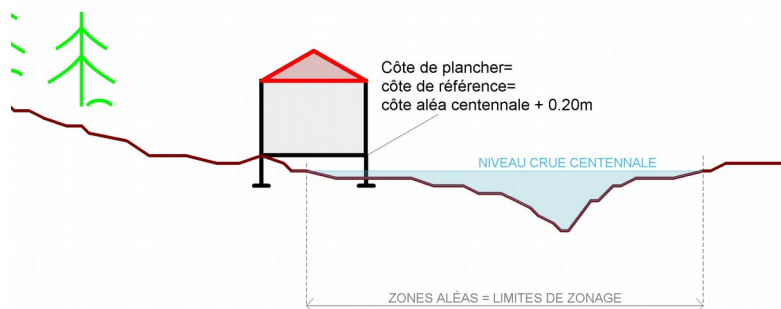 Côte de plancher=
côte de référence=
côte aléa centennale + 0.20m
NIVEAU CRUE CENTENNALE
ZONES ALÉAS = LIMITES DE ZONAGE